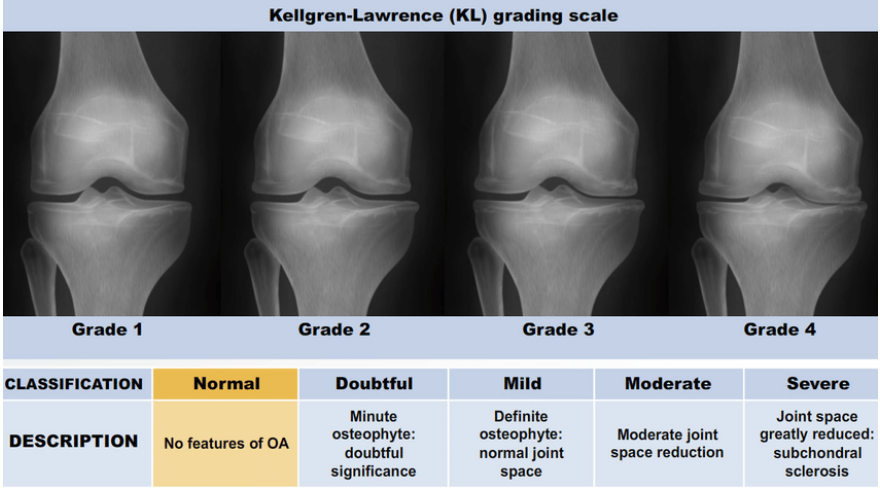 Kellgren-Lawrence (KL) grading scale
Grade 1
Grade 2
Grade 3
Grade 4
CLASSIFICATION
Normal
Doubtful
Mild
Moderate
Severe
DESCRIPTION
No features of OA
Minute
osteophyte:
doubtful
significance
Definite
osteophyte:
normal joint
space
Moderate joint
space reduction
Joint space
greatly reduced:
subchondral
sclerosis